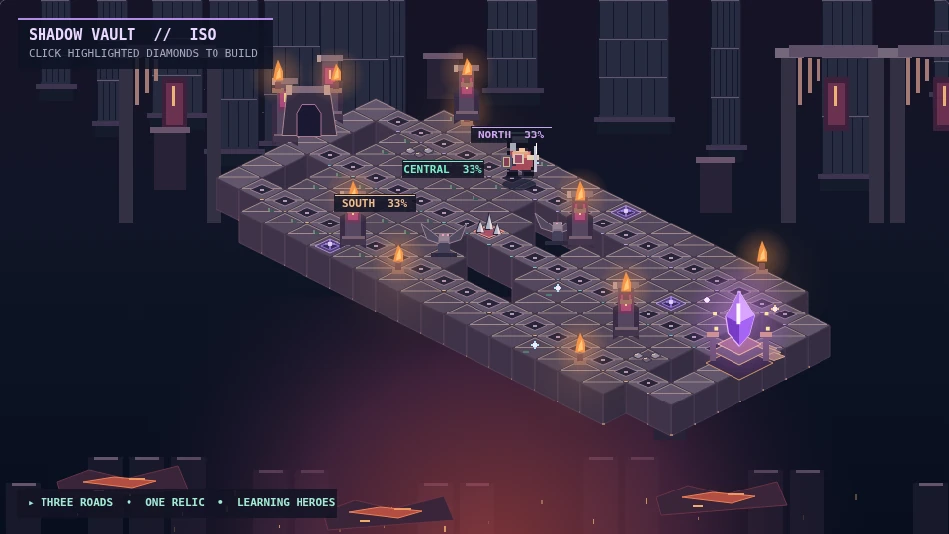 SHADOW VAULT // ISO
CLICK HIGHLIGHTED DIAMONDS TO BUILD
NORTH 33%
CENTRAL 33%
SOUTH 33%
▸ THREE ROADS • ONE RELIC • LEARNING HEROES